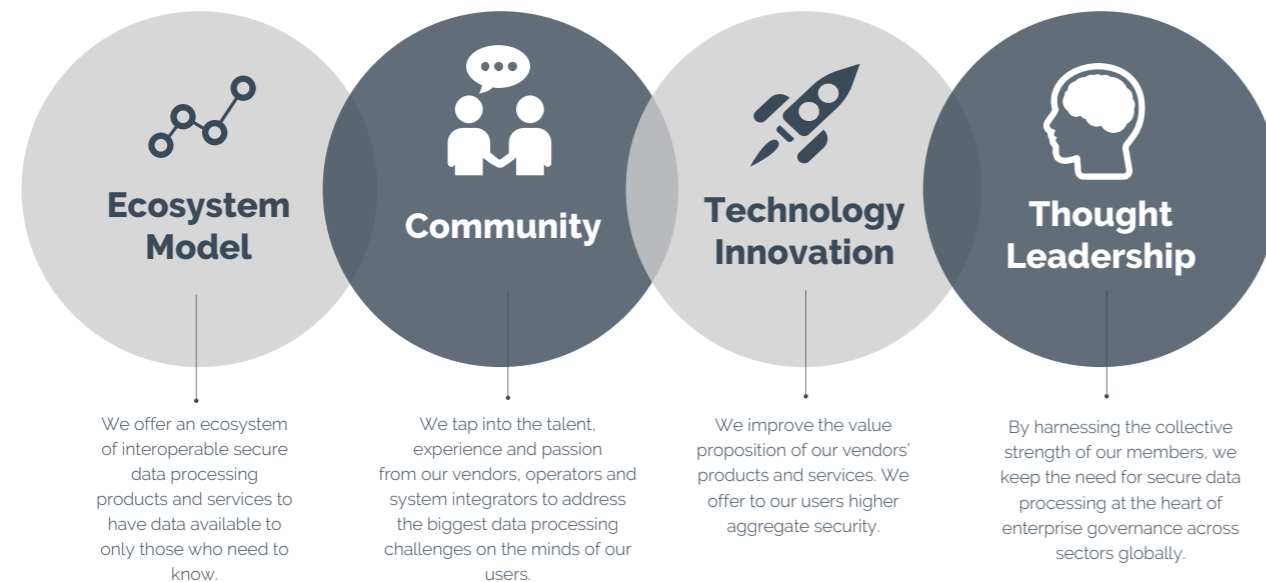 Ecosystem
Model
We offer an ecosystem
of interoperable secure
data processing
products and services to
have data available to
only those who need to
know.
Community
We tap into the talent,
experience and passion
from our vendors, operators and
system integrators to address
the biggest data processing
challenges on the minds of our
users.
Technology
Innovation
We improve the value
proposition of our vendors’
products and services. We
offer to our users higher
aggregate security.
Thought
Leadership
By harnessing the collective
strength of our members, we
keep the need for secure data
processing at the heart of
enterprise governance across
sectors globally.